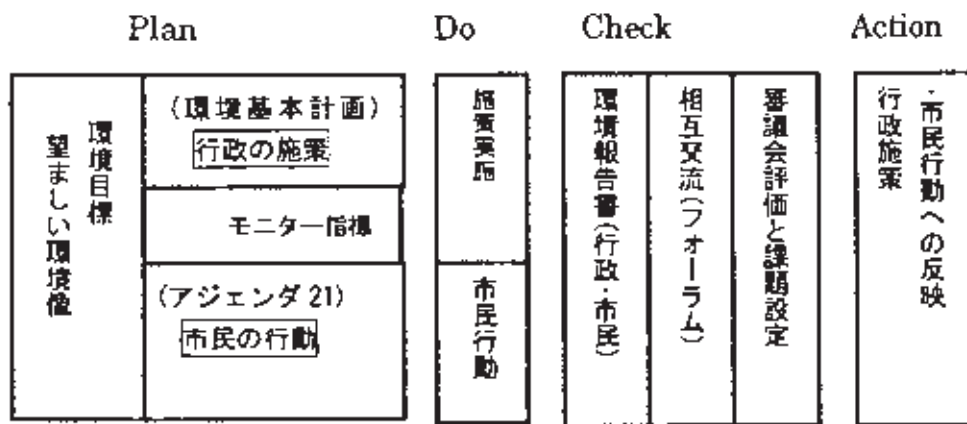 Plan
Do
Check
Action
環境目標
望ましい環境像
(環境基本計画)
行政の施策
モニター指標
(アジェンダ21)
市民の行動
施策実施
市民行動
環境報告書(行政・市民)
相互交流(フォーラム)
審議会評価と課題設定
・市民行動への反映
行政施策